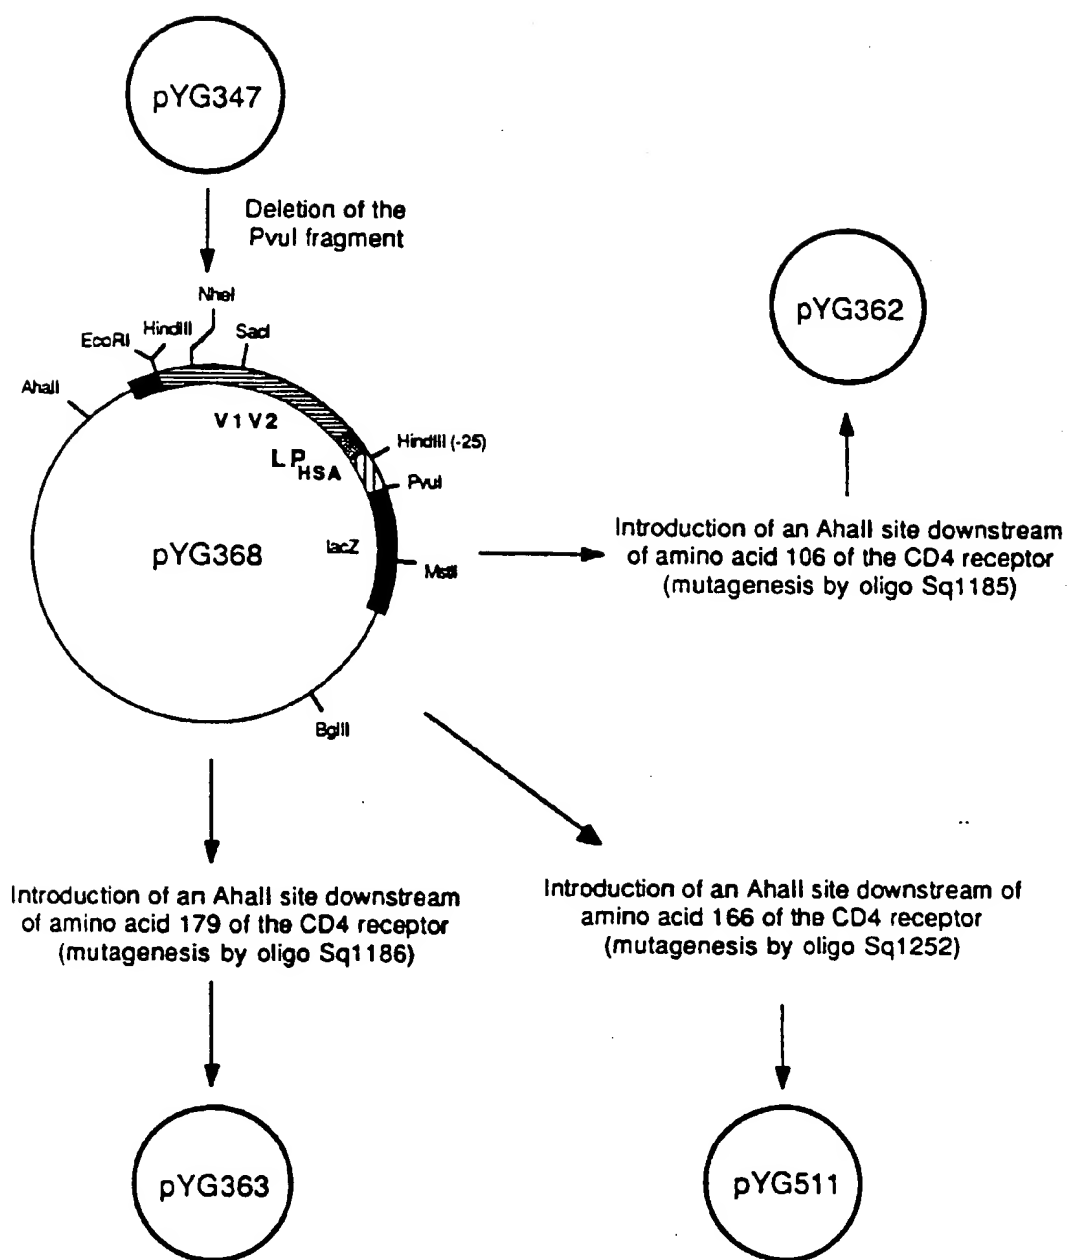 pYG347
Deletion of the
PvuI fragment
NheI
HindIII
SacI
EcoRI
AhaII
V1V2
HindIII (-25)
LP HSA
PvuI
pYG362
Introduction of an AhaII site downstream
of amino acid 106 of the CD4 receptor
(mutagenesis by oligo Sq1185)
pYG368
lacZ
MstII
BglII
Introduction of an AhaII site downstream
of amino acid 179 of the CD4 receptor
(mutagenesis by oligo Sq1186)
Introduction of an AhaII site downstream of
amino acid 166 of the CD4 receptor
(mutagenesis by oligo Sq1252)
pYG363
pYG511